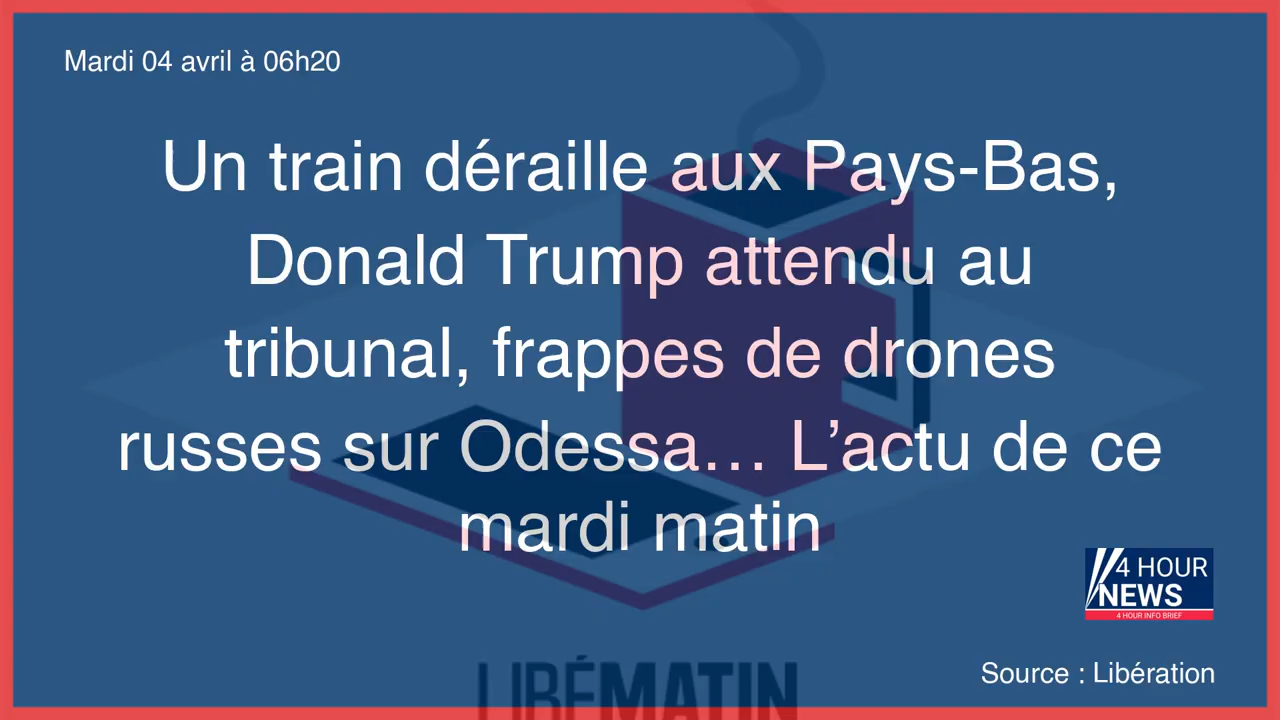 Mardi 04 avril à 06h20
Un train déraille aux Pays-Bas,
Donald Trump attendu au
tribunal, frappes de drones
russes sur Odessa… L’actu de ce
mardi matin
4 HOUR
NEWS
4 HOUR INFO BRIEF
Source : Libération
LIBÉMATIN